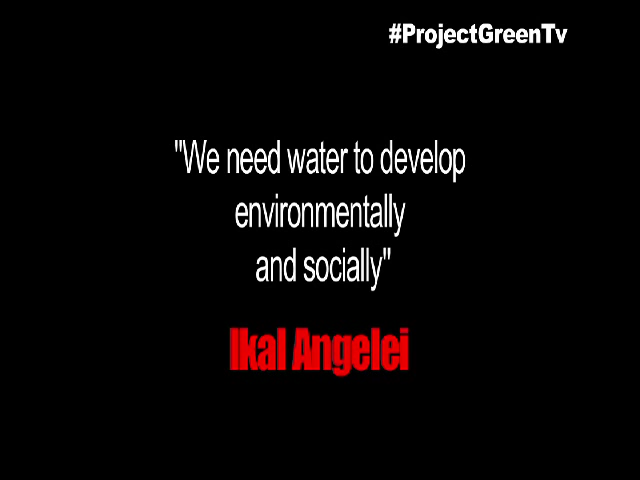 #ProjectGreenTv
"We need water to develop
environmentally
and socially"
Ikal Angelei